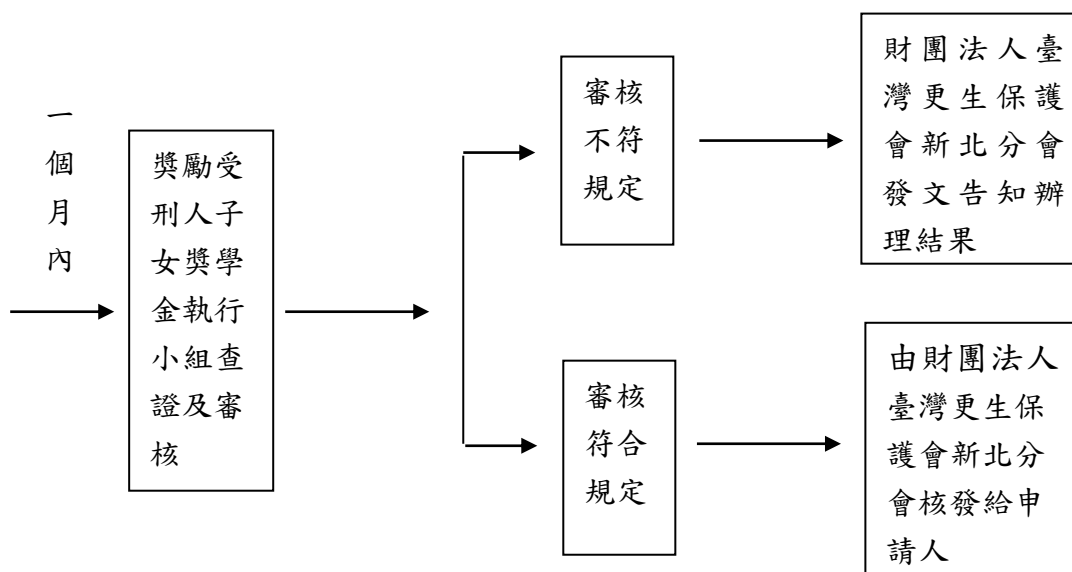 一
個
月
內
獎勵受
刑人子
女獎學
金執行
小組查
證及審
核
審核
不符
規定
財團法人臺
灣更生保護
會新北分會
發文告知辦
理結果
審核
符合
規定
由財團法人
臺灣更生保
護會新北分
會核發給申
請人